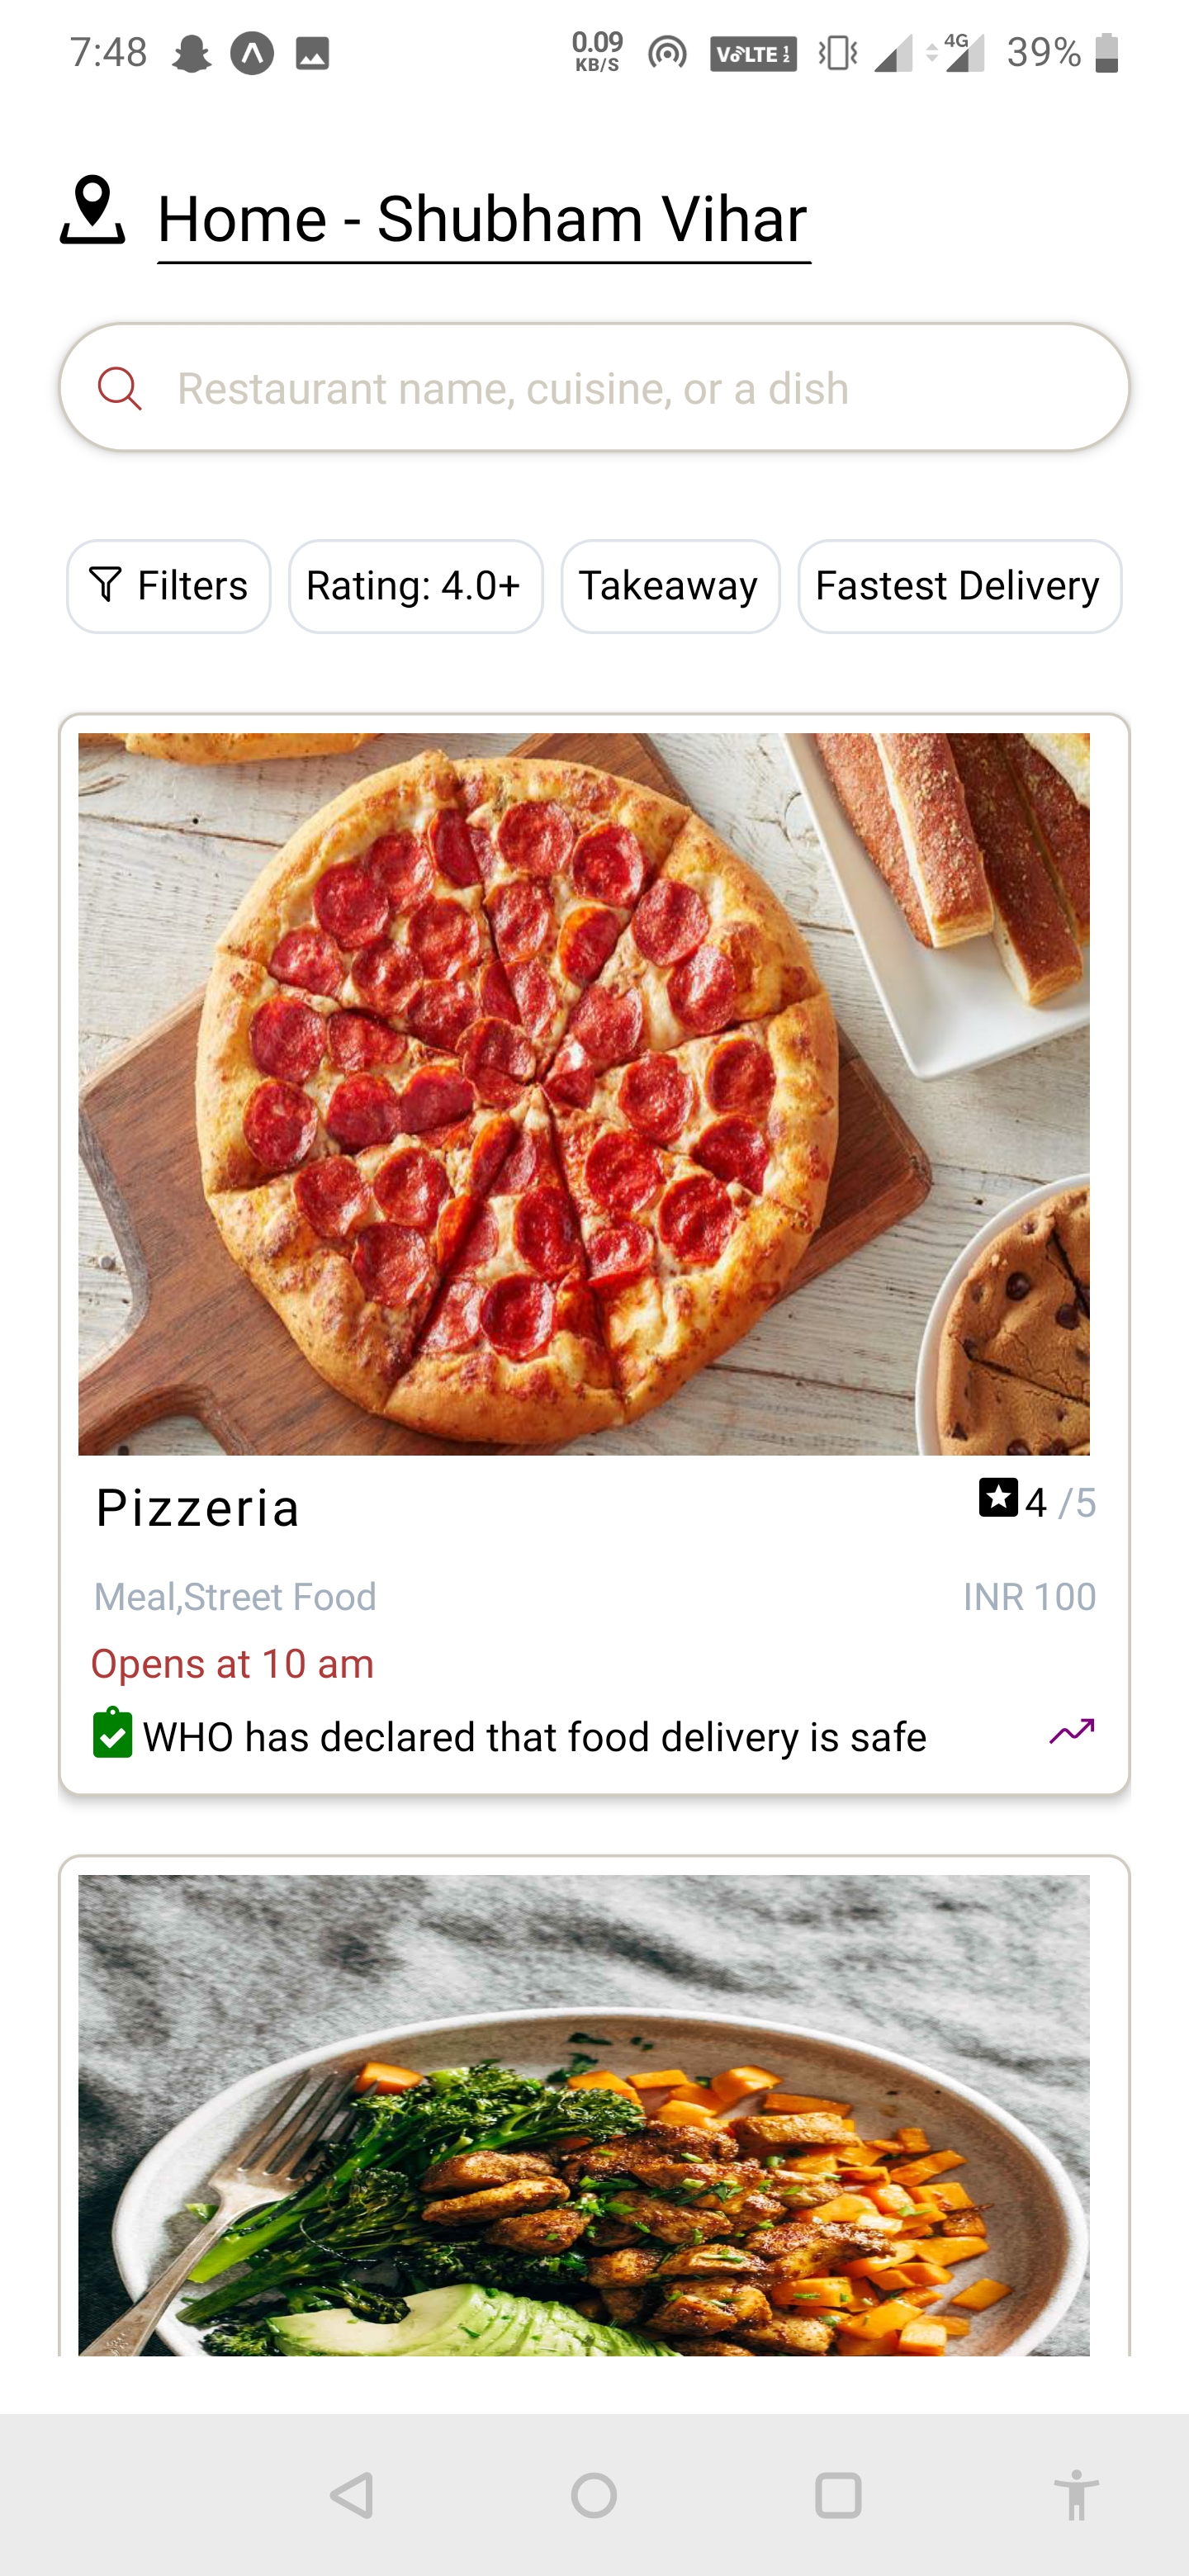 7:48 0.09 KB/S VoLTE 1 2 4G 39%
Home - Shubham Vihar
Restaurant name, cuisine, or a dish
Filters Rating: 4.0+ Takeaway Fastest Delivery
Pizzeria 4 /5
Meal,Street Food INR 100
Opens at 10 am
WHO has declared that food delivery is safe